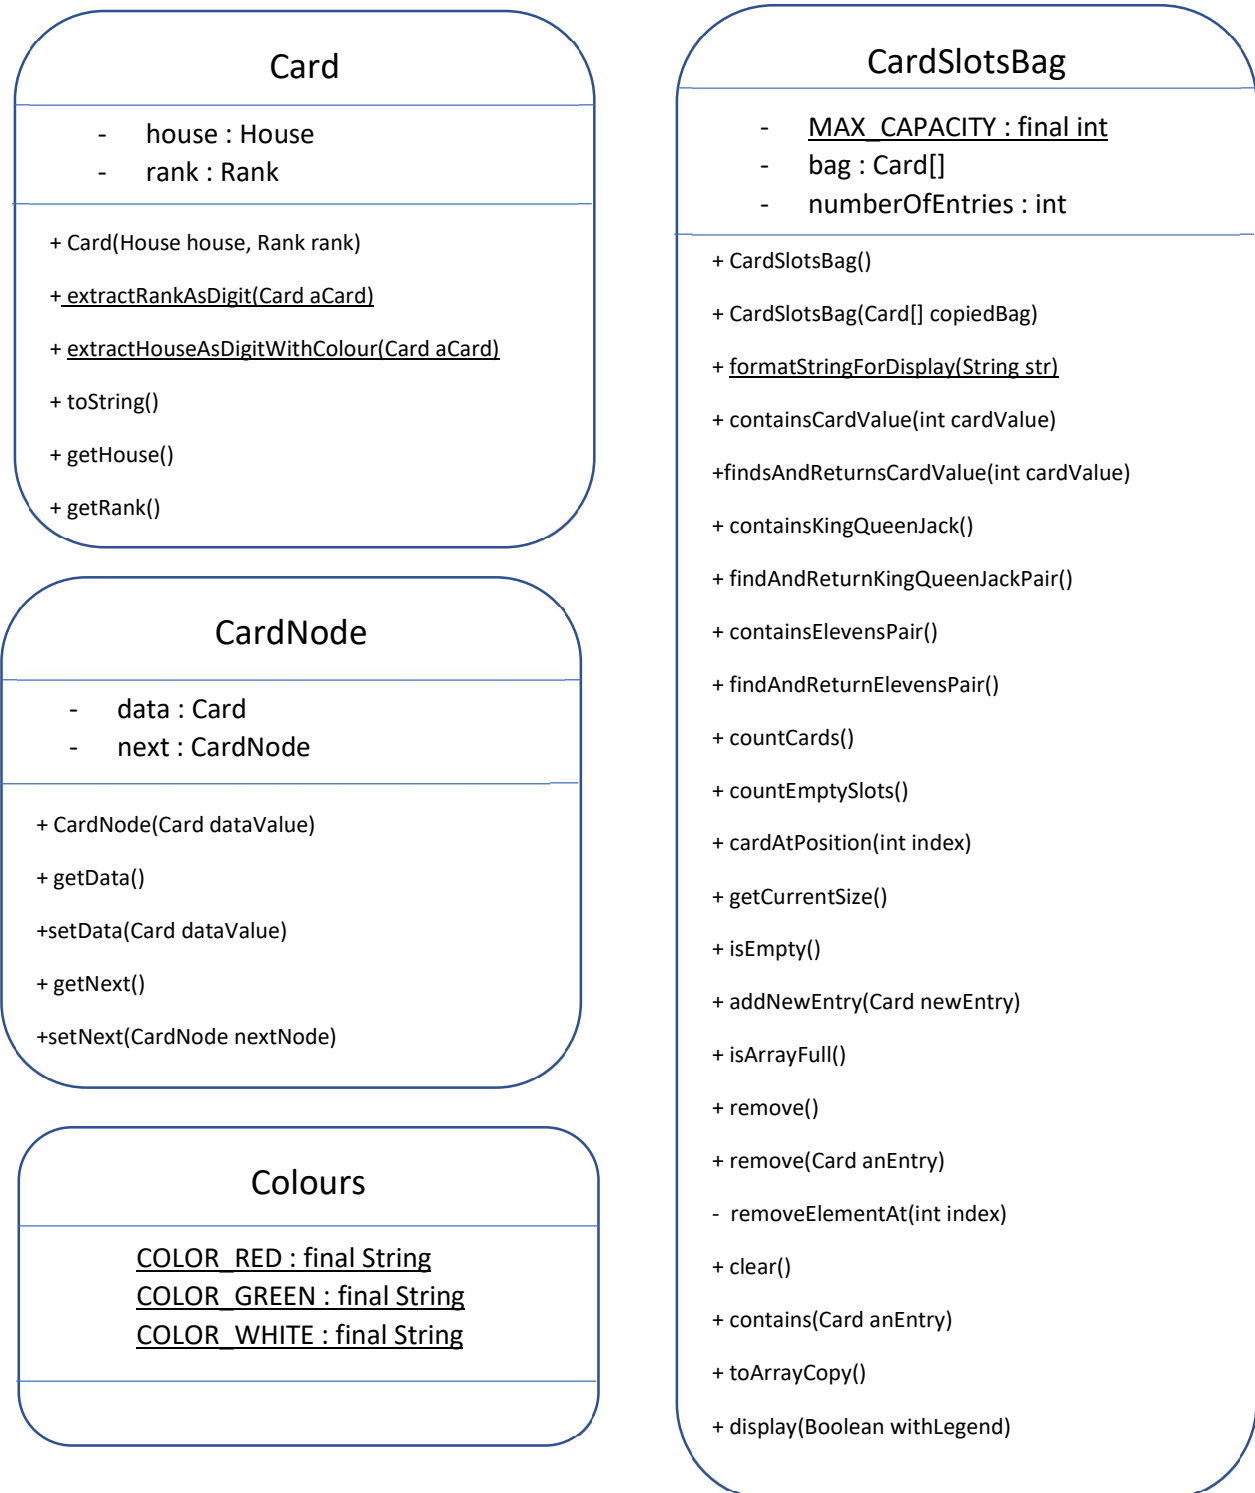 Card
- house : House
- rank : Rank
+ Card(House house, Rank rank)
+ extractRankAsDigit(Card aCard)
+ extractHouseAsDigitWithColour(Card aCard)
+ toString()
+ getHouse()
+ getRank()
CardNode
- data : Card
- next : CardNode
+ CardNode(Card dataValue)
+ getData()
+setData(Card dataValue)
+ getNext()
+setNext(CardNode nextNode)
Colours
COLOR_RED : final String
COLOR_GREEN : final String
COLOR_WHITE : final String
CardSlotsBag
- MAX_CAPACITY : final int
- bag : Card[]
- numberOfEntries : int
+ CardSlotsBag()
+ CardSlotsBag(Card[] copiedBag)
+ formatStringForDisplay(String str)
+ containsCardValue(int cardValue)
+findsAndReturnsCardValue(int cardValue)
+ containsKingQueenJack()
+ findAndReturnKingQueenJackPair()
+ containsElevensPair()
+ findAndReturnElevensPair()
+ countCards()
+ countEmptySlots()
+ cardAtPosition(int index)
+ getCurrentSize()
+ isEmpty()
+ addNewEntry(Card newEntry)
+ isArrayFull()
+ remove()
+ remove(Card anEntry)
- removeElementAt(int index)
+ clear()
+ contains(Card anEntry)
+ toArrayCopy()
+ display(Boolean withLegend)